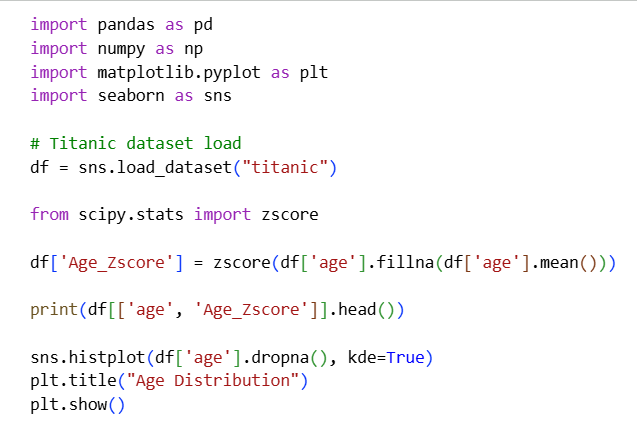 import pandas as pd
import numpy as np
import matplotlib.pyplot as plt
import seaborn as sns
# Titanic dataset load
df = sns.load_dataset("titanic")
from scipy.stats import zscore
df['Age_Zscore'] = zscore(df['age'].fillna(df['age'].mean()))
print(df[['age', 'Age_Zscore']].head())
sns.histplot(df['age'].dropna(), kde=True)
plt.title("Age Distribution")
plt.show()